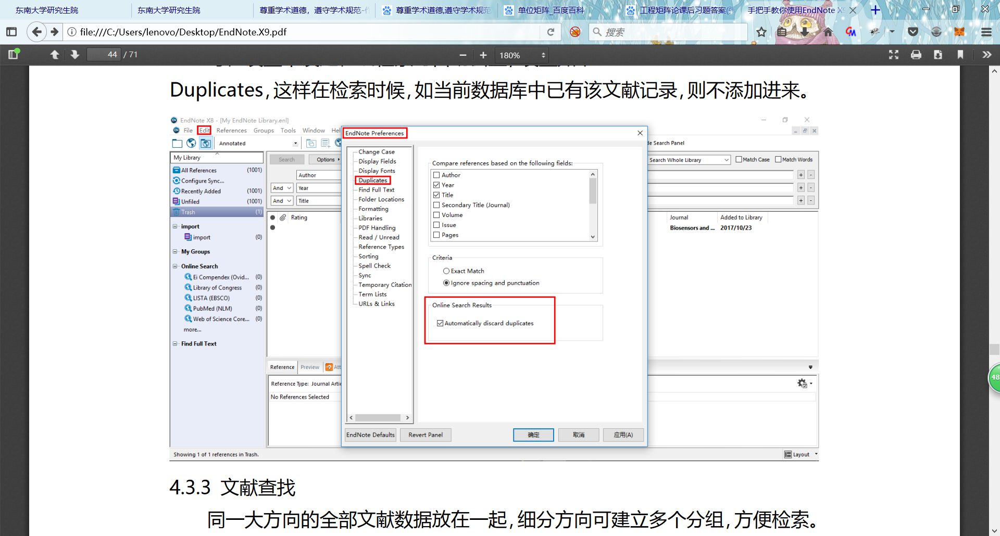 东南大学研究生院
东南大学研究生院
尊重学术道德，遵守学术规范-
尊重学术道德,遵守学术规范
单位矩阵_百度百科
工程矩阵论课后习题答案
手把手教你使用EndNote X
file:///C:/Users/lenovo/Desktop/EndNote.X9.pdf
搜索
44 / 71
180%
Duplicates,这样在检索时候,如当前数据库中已有该文献记录,则不添加进来。
EndNote X8 - [My EndNote Library.enl]
File Edit References Groups Tools Window Hel
Annotated
de Search Panel
My Library
All References (1001)
Configure Sync...
Recently Added (1001)
Unfiled (1001)
Trash (1)
import
import (0)
My Groups
Online Search
Ei Compendex (Ovid... (0)
Library of Congress (0)
LISTA (EBSCO) (0)
PubMed (NLM) (0)
Web of Science Core... (0)
more...
Find Full Text
Search Options
Author
And Year
And Title
Rating
Search Whole Library Match Case Match Words
Journal Added to Library
Biosensors and ... 2017/10/23
EndNote Preferences
Change Case
Display Fields
Display Fonts
Duplicates
Find Full Text
Folder Locations
Formatting
Libraries
PDF Handling
Read / Unread
Reference Types
Sorting
Spell Check
Sync
Temporary Citation
Term Lists
URLs & Links
Compare references based on the following fields:
Author
Year
Title
Secondary Title (Journal)
Volume
Issue
Pages
Criteria
Exact Match
Ignore spacing and punctuation
Online Search Results
Automatically discard duplicates
EndNote Defaults Revert Panel 确定 取消 应用(A)
Reference Preview Att
Reference Type: Journal Artic
No References Selected
Showing 1 of 1 references in Trash.
Layout
48
4.3.3 文献查找
同一大方向的全部文献数据放在一起,细分方向可建立多个分组,方便检索。